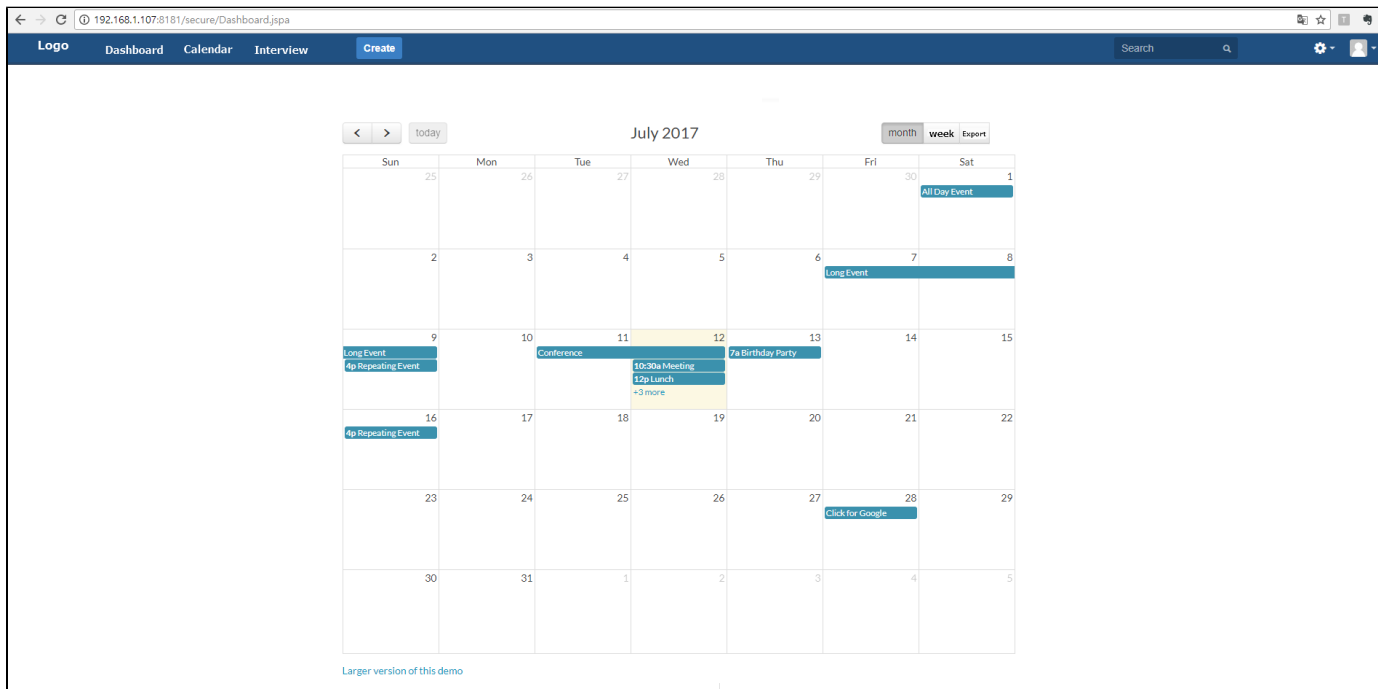 192.168.1.107:8181/secure/Dashboard.jspa
Logo Dashboard Calendar Interview Create Search
today July 2017 month week Export
Sun Mon Tue Wed Thu Fri Sat
25 26 27 28 29 30 1
All Day Event
2 3 4 5 6 7 8
Long Event
9 10 11 12 13 14 15
Long Event Conference 7a Birthday Party
4p Repeating Event 10:30a Meeting
12p Lunch
+3 more
16 17 18 19 20 21 22
4p Repeating Event
23 24 25 26 27 28 29
Click for Google
30 31 1 2 3 4 5
Larger version of this demo